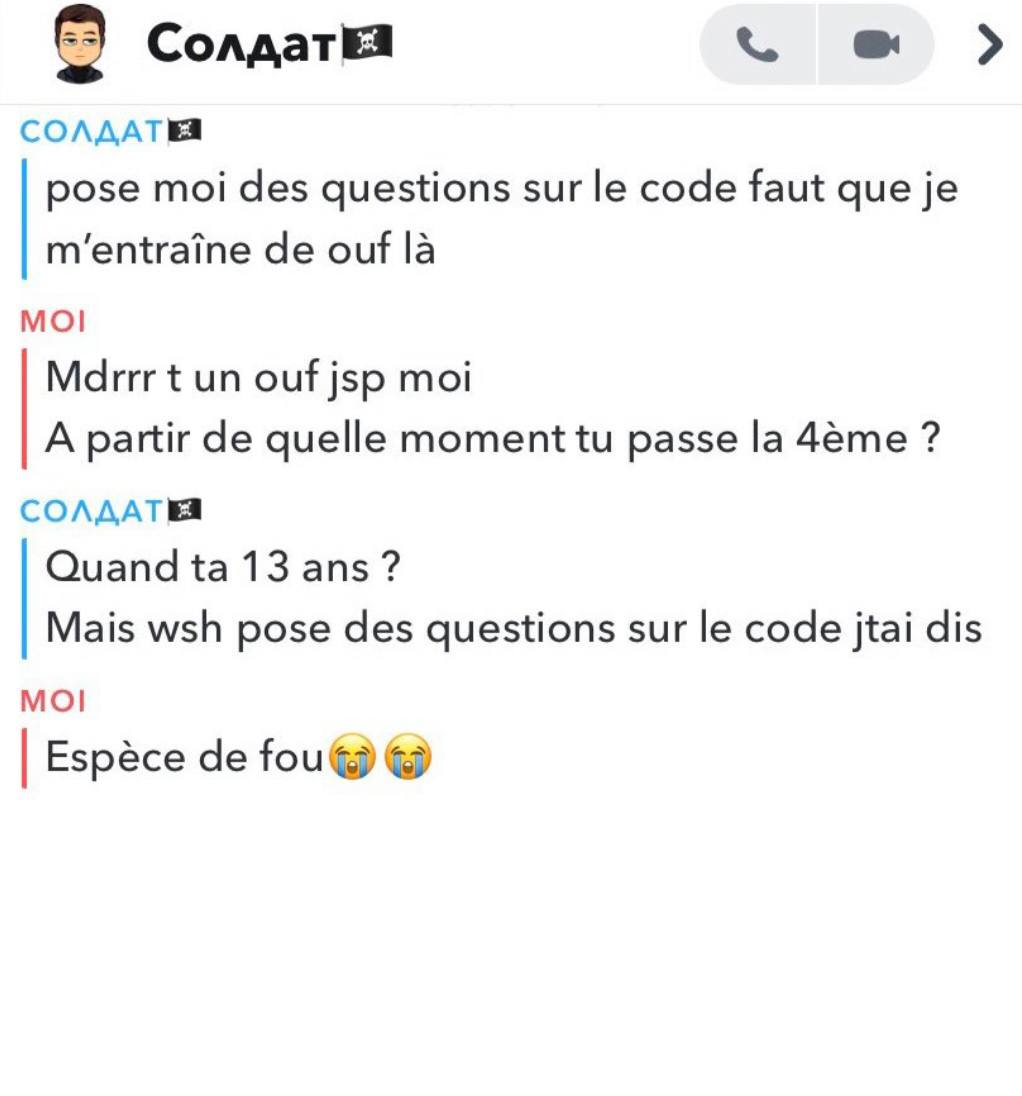 Солдат🏴‍☠️
СОЛДАТ🏴‍☠️
pose moi des questions sur le code faut que je
m’entraîne de ouf là
MOI
Mdrrr t un ouf jsp moi
A partir de quelle moment tu passe la 4ème ?
СОЛДАТ🏴‍☠️
Quand ta 13 ans ?
Mais wsh pose des questions sur le code jtai dis
MOI
Espèce de fou😭😭